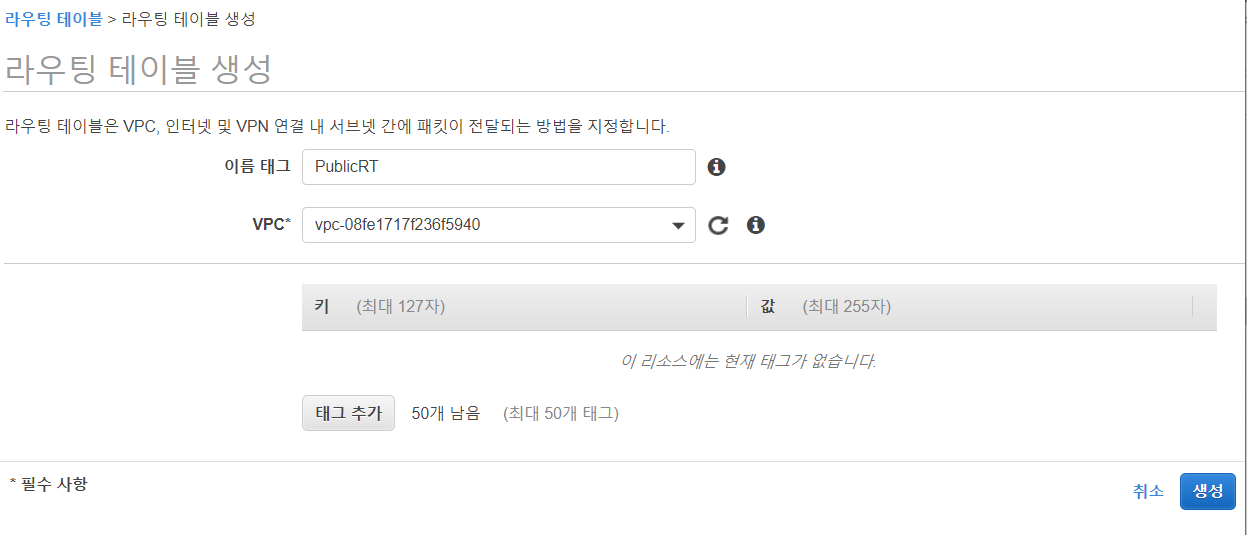 라우팅 테이블 > 라우팅 테이블 생성
라우팅 테이블 생성
라우팅 테이블은 VPC, 인터넷 및 VPN 연결 내 서브넷 간에 패킷이 전달되는 방법을 지정합니다.
이름 태그 PublicRT
VPC* vpc-08fe1717f236f5940
키 (최대 127자) 값 (최대 255자)
이 리소스에는 현재 태그가 없습니다.
태그 추가 50개 남음 (최대 50개 태그)
* 필수 사항 취소 생성